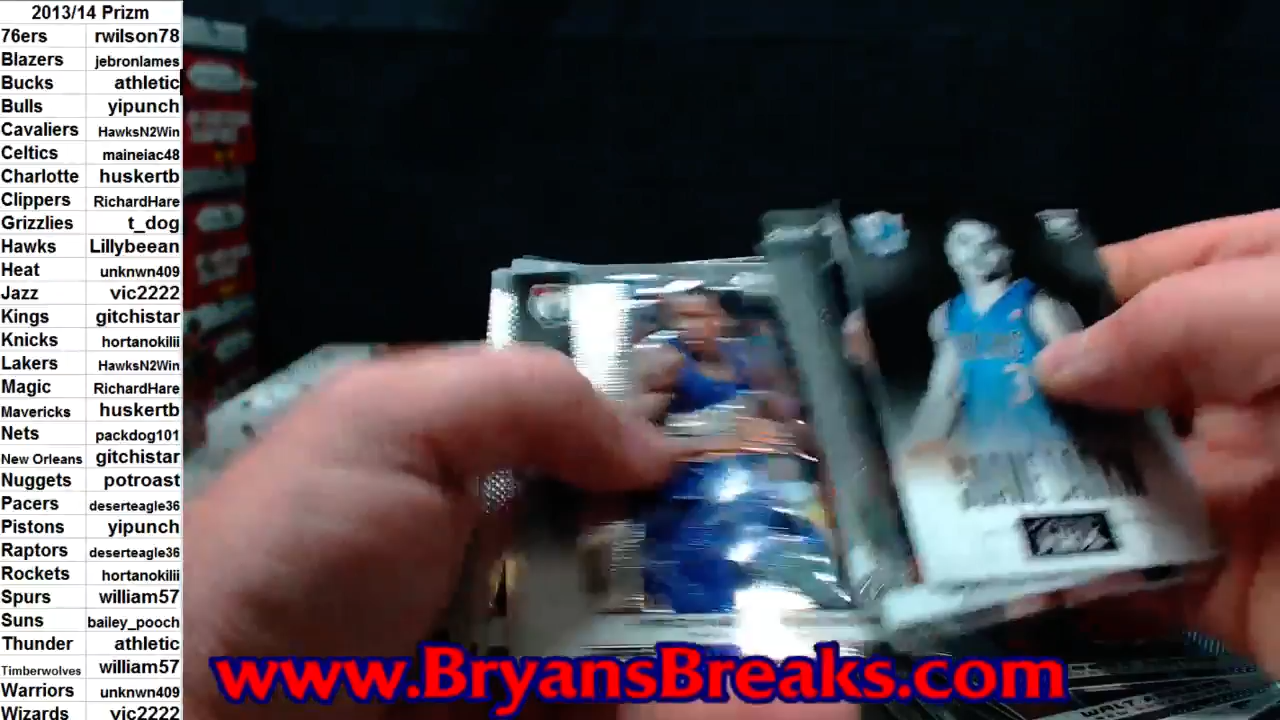 2013/14 Prizm
76ers rwilson78
Blazers jebronlames
Bucks athletic
Bulls yipunch
Cavaliers HawksN2Win
Celtics maineiac48
Charlotte huskertb
Clippers RichardHare
Grizzlies t_dog
Hawks Lillybeean
Heat unknwn409
Jazz vic2222
Kings gitchistar
Knicks hortanokilii
Lakers HawksN2Win
Magic RichardHare
Mavericks huskertb
Nets packdog101
New Orleans gitchistar
Nuggets potroast
Pacers deserteagle36
Pistons yipunch
Raptors deserteagle36
Rockets hortanokilii
Spurs william57
Suns bailey_pooch
Thunder athletic
Timberwolves william57
Warriors unknwn409
Wizards vic2222
www.BryansBreaks.com